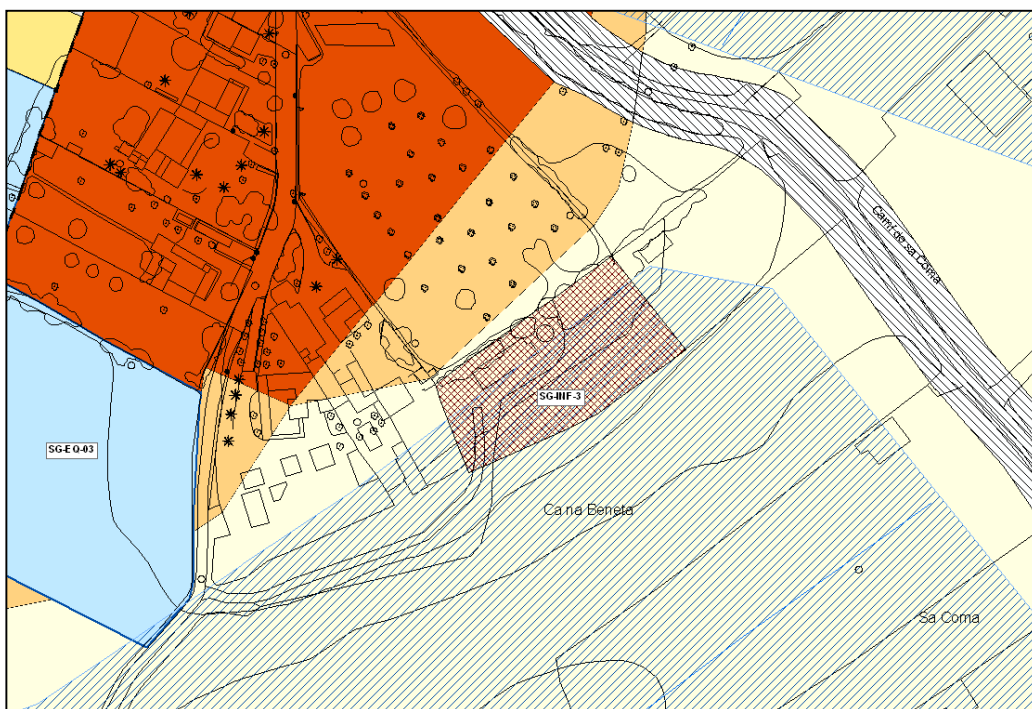 Camí de sa Coma
SG-INF-3
SG-EQ-03
Ca na Beneta
Sa Coma